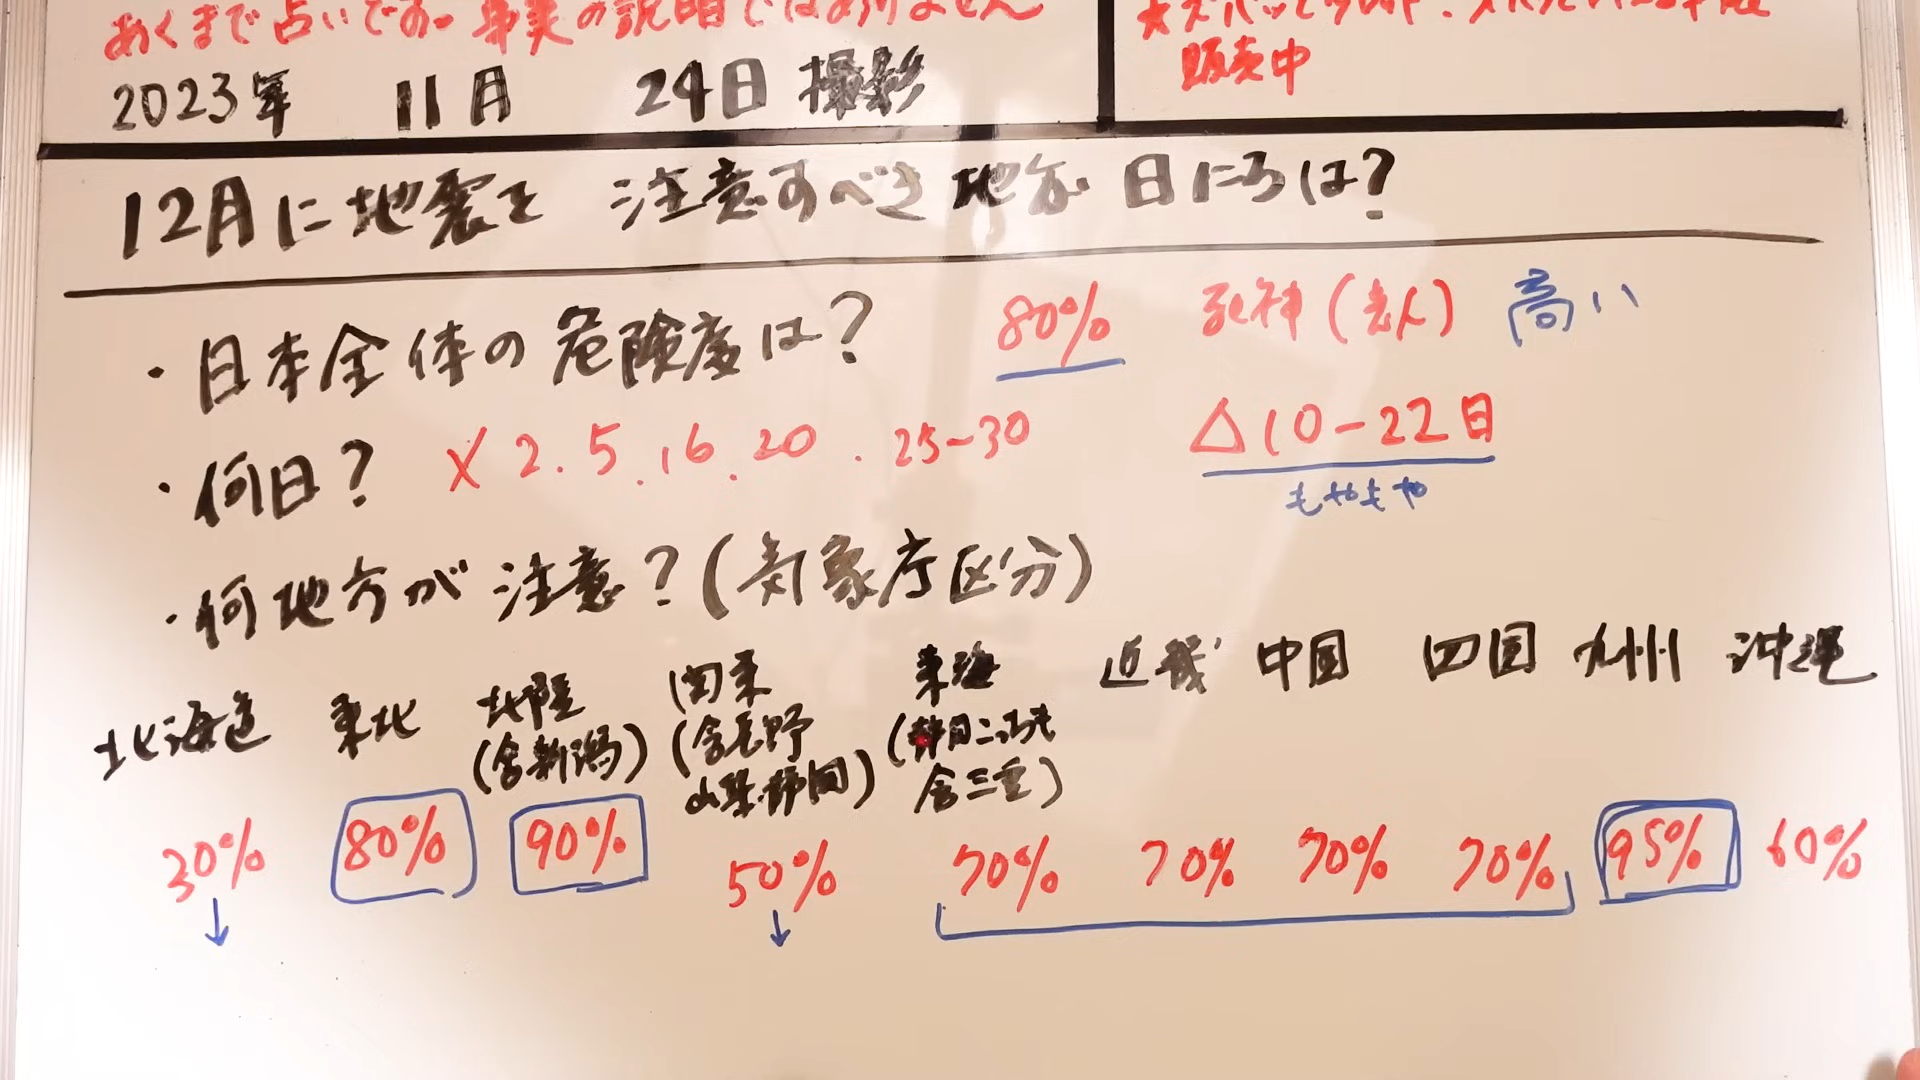 あくまで占いです。事実の説明ではありません
販売中
2023年 11月 24日 撮影
12月に地震を 注意すべき 地方 日にちは?
・日本全体の危険度は? 80% 死神(老人) 高い
・何日? × 2.5.16.20.25-30 △10-22日
もやもや
・何地方が注意?(気象庁区分)
北海道 東北 北陸 関東 東海 近畿 中国 四国 九州 沖縄
(含新潟) (含長野 (静岡
山梨.静岡) 含三重)
30% 80% 90% 50% 70% 70% 70% 70% 95% 60%